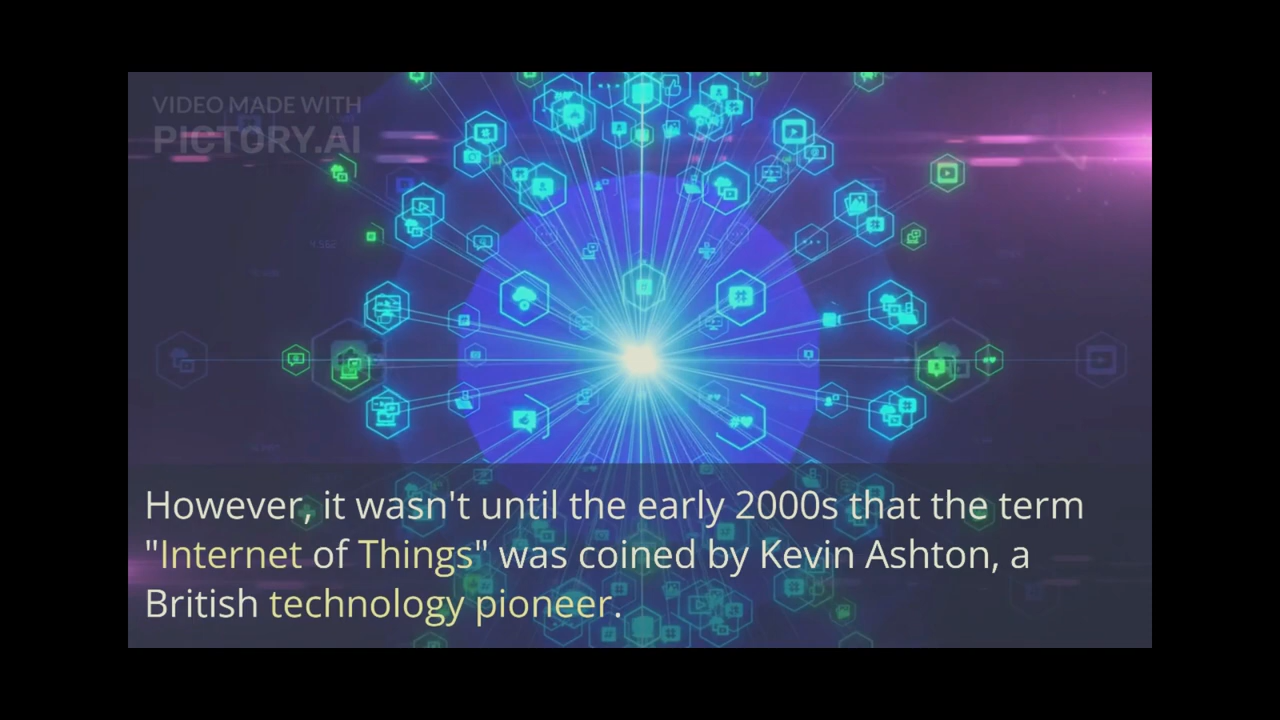 VIDEO MADE WITH
PICTORY.AI
However, it wasn't until the early 2000s that the term
"Internet of Things" was coined by Kevin Ashton, a
British technology pioneer.